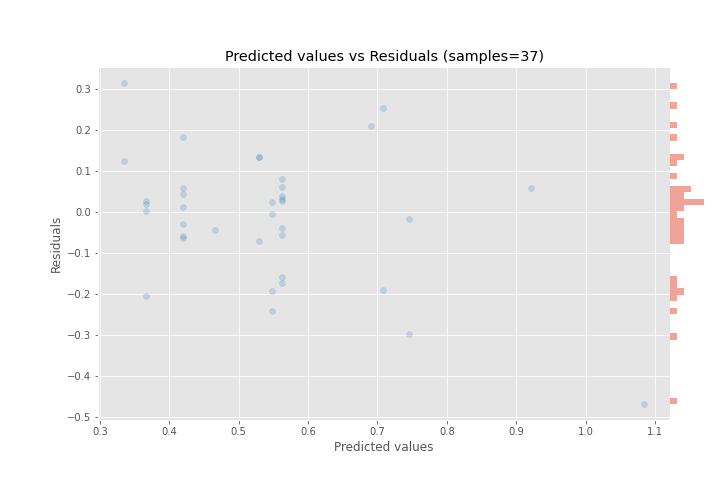 Predicted values vs Residuals (samples=37)
0.3
0.2
0.1
0.0
−0.1
−0.2
−0.3
−0.4
−0.5
Residuals
0.3 0.4 0.5 0.6 0.7 0.8 0.9 1.0 1.1
Predicted values